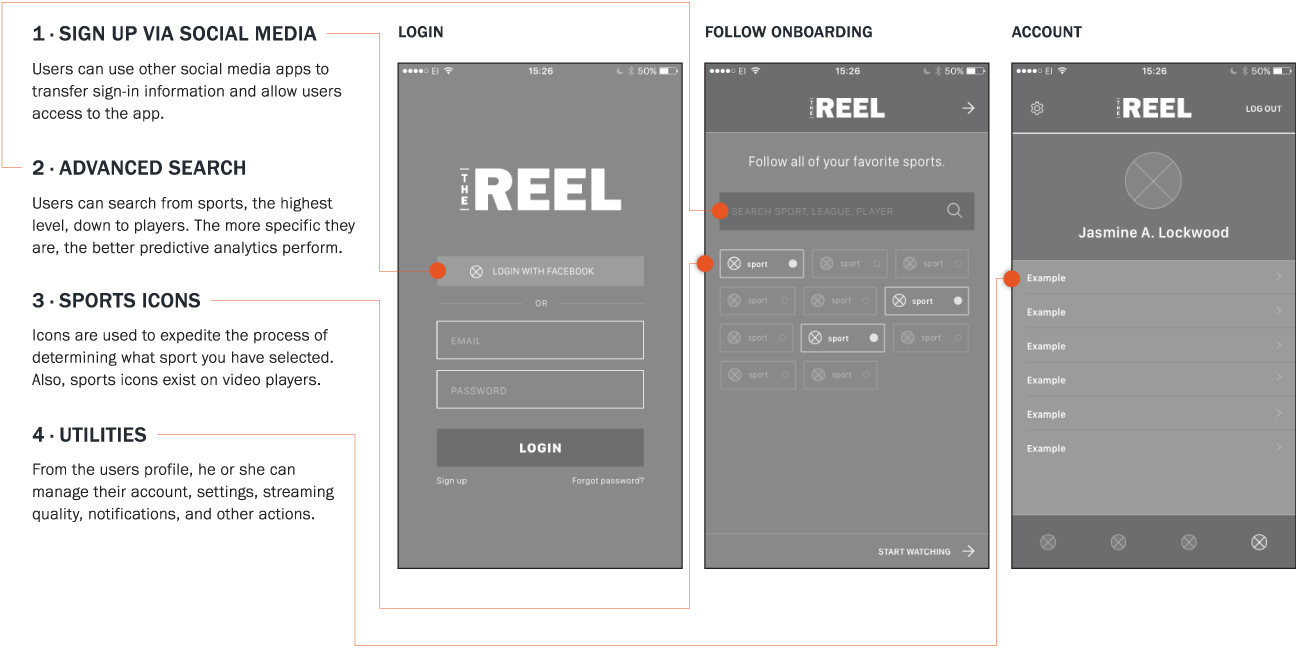 1 · SIGN UP VIA SOCIAL MEDIA
Users can use other social media apps to
transfer sign-in information and allow users
access to the app.
2 · ADVANCED SEARCH
Users can search from sports, the highest
level, down to players. The more specific they
are, the better predictive analytics perform.
3 · SPORTS ICONS
Icons are used to expedite the process of
determining what sport you have selected.
Also, sports icons exist on video players.
4 · UTILITIES
From the users profile, he or she can
manage their account, settings, streaming
quality, notifications, and other actions.
LOGIN
EI 15:26 50%
THE REEL
LOGIN WITH FACEBOOK
OR
EMAIL
PASSWORD
LOGIN
Sign up Forgot password?
FOLLOW ONBOARDING
EI 15:26 50%
THE REEL
Follow all of your favorite sports.
SEARCH SPORT, LEAGUE, PLAYER
sport sport sport
sport sport sport
sport sport sport
sport sport
START WATCHING
ACCOUNT
EI 15:26 50%
THE REEL LOG OUT
Jasmine A. Lockwood
Example
Example
Example
Example
Example
Example